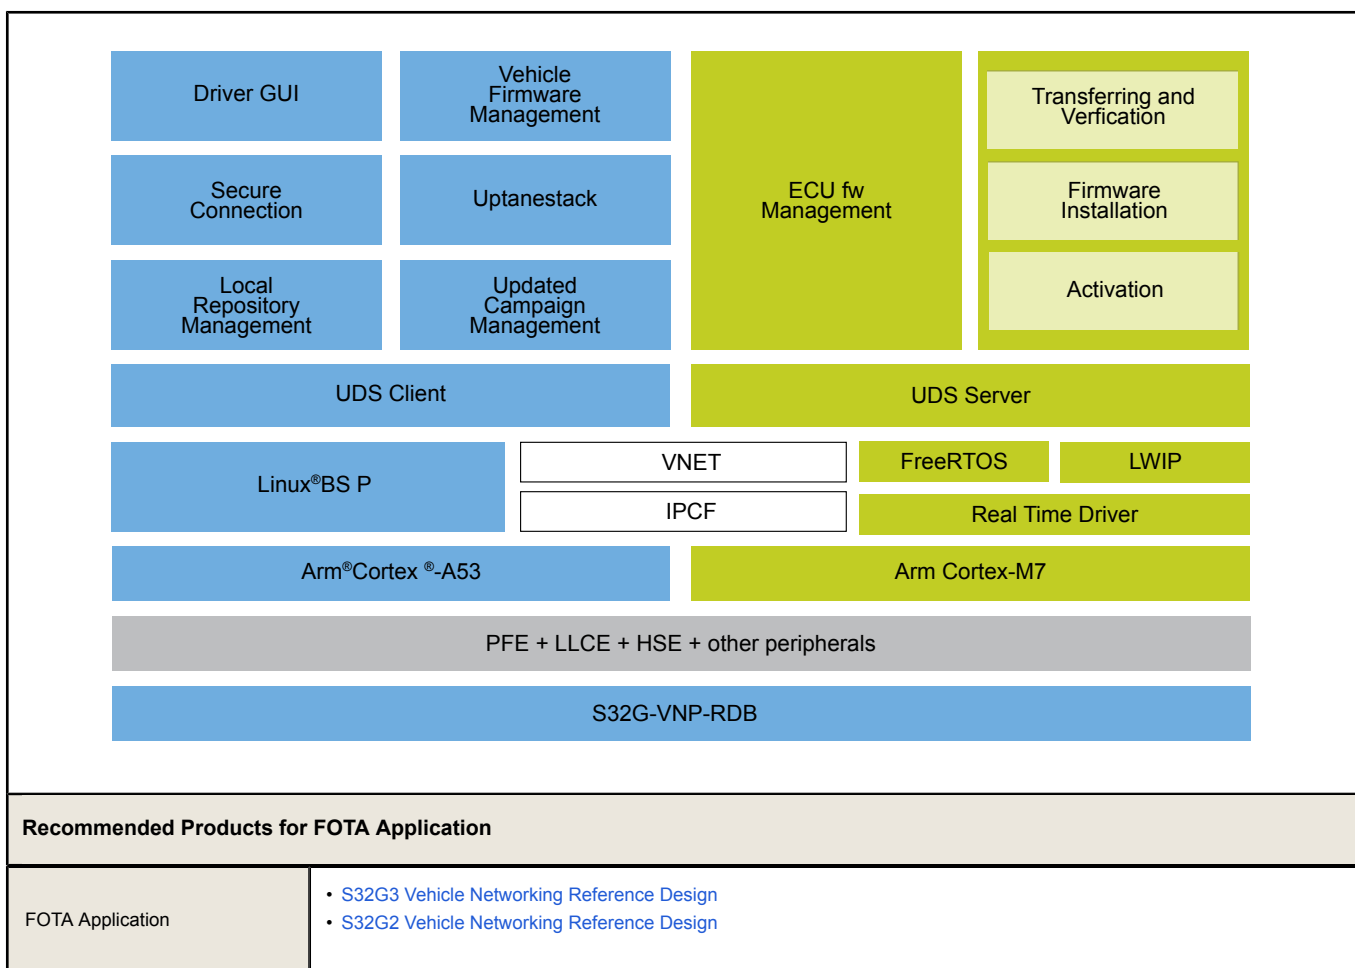 Driver GUI
Vehicle
Firmware
Management
Transferring and
Verfication
Secure
Connection
Uptanestack
ECU fw
Management
Firmware
Installation
Local
Repository
Management
Updated
Campaign
Management
Activation
UDS Client
UDS Server
Linux®BS P
VNET
FreeRTOS
LWIP
IPCF
Real Time Driver
Arm®Cortex ®-A53
Arm Cortex-M7
PFE + LLCE + HSE + other peripherals
S32G-VNP-RDB
Recommended Products for FOTA Application
FOTA Application
• S32G3 Vehicle Networking Reference Design
• S32G2 Vehicle Networking Reference Design